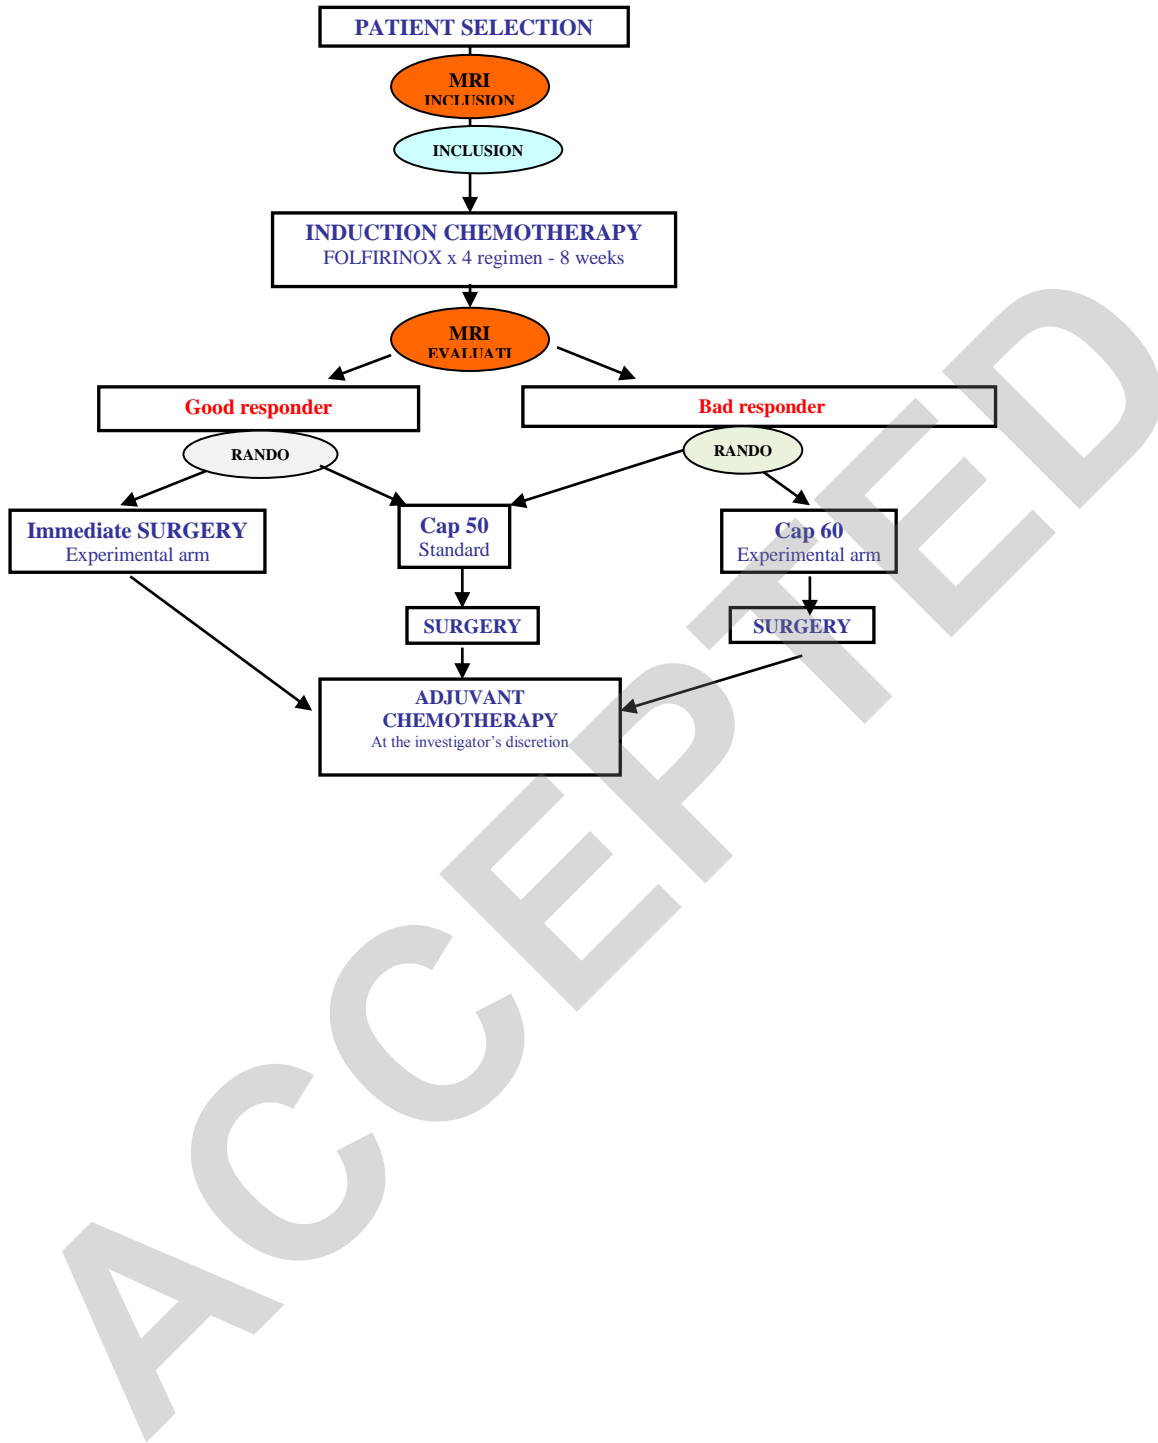 PATIENT SELECTION
MRI
INCLUSION
INCLUSION
INDUCTION CHEMOTHERAPY
FOLFIRINOX x 4 regimen - 8 weeks
MRI
EVALUATI
Good responder
Bad responder
RANDO
RANDO
Immediate SURGERY
Experimental arm
Cap 50
Standard
Cap 60
Experimental arm
SURGERY
SURGERY
ADJUVANT
CHEMOTHERAPY
At the investigator’s discretion
ACCEPTED